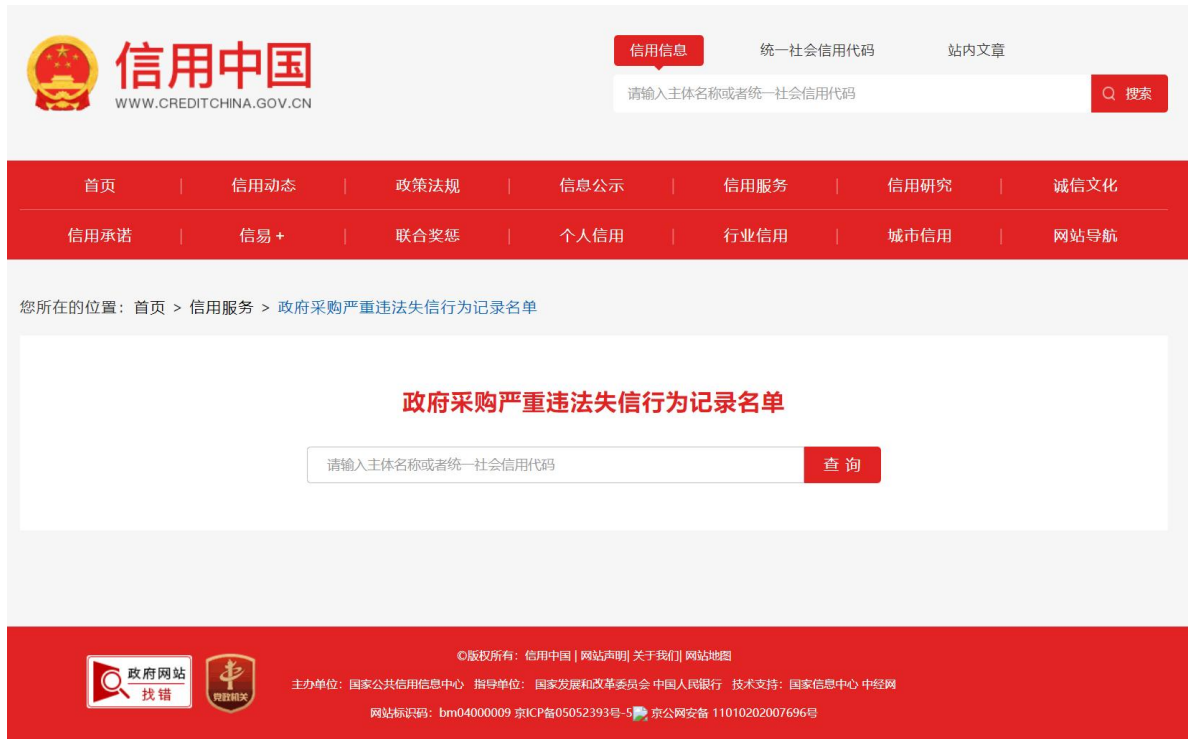 信用中国
WWW.CREDITCHINA.GOV.CN
信用信息 统一社会信用代码 站内文章
请输入主体名称或者统一社会信用代码 搜索
首页 | 信用动态 | 政策法规 | 信息公示 | 信用服务 | 信用研究 | 诚信文化
信用承诺 | 信易+ | 联合奖惩 | 个人信用 | 行业信用 | 城市信用 | 网站导航
您所在的位置：首页 > 信用服务 > 政府采购严重违法失信行为记录名单
政府采购严重违法失信行为记录名单
请输入主体名称或者统一社会信用代码 查 询
政府网站
找错
党政机关
©版权所有：信用中国 | 网站声明| 关于我们| 网站地图
主办单位：国家公共信用信息中心 指导单位：国家发展和改革委员会 中国人民银行 技术支持：国家信息中心 中经网
网站标识码：bm04000009 京ICP备05052393号-5 京公网安备 11010202007696号